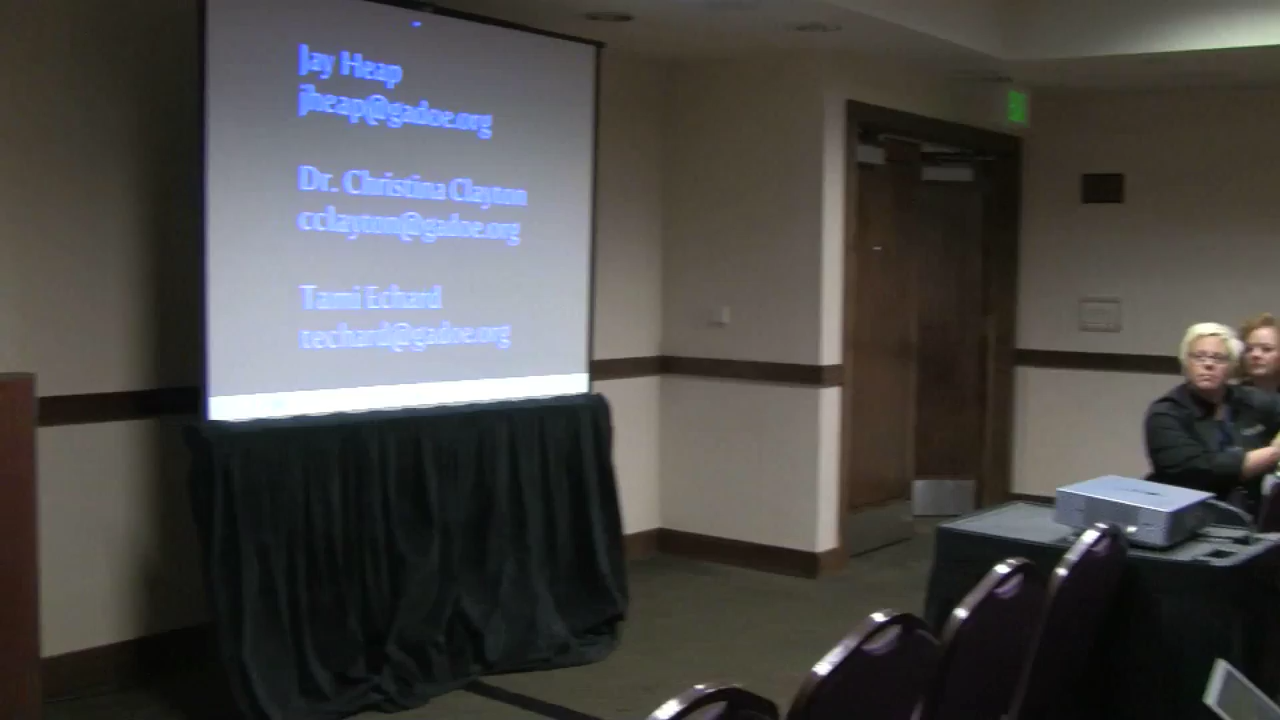 Jay Heap
jheap@gadoe.org
Dr. Christina Clayton
cclayton@gadoe.org
Tami Echard
techard@gadoe.org